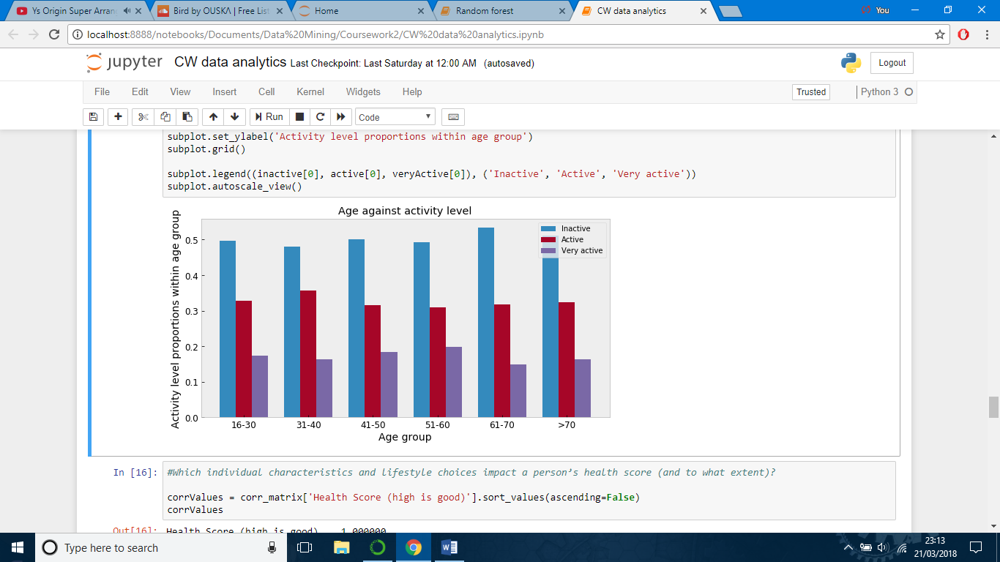 Ys Origin Super Arran
Bird by OUSKΛ | Free List
Home
Random forest
CW data analytics
You
localhost:8888/notebooks/Documents/Data%20Mining/Coursework2/CW%20data%20analytics.ipynb
jupyter CW data analytics Last Checkpoint: Last Saturday at 12:00 AM (autosaved)
Logout
File Edit View Insert Cell Kernel Widgets Help
Trusted
Python 3
Run
Code
subplot.set_ylabel('Activity level proportions within age group')
subplot.grid()
subplot.legend((inactive[0], active[0], veryActive[0]), ('Inactive', 'Active', 'Very active'))
subplot.autoscale_view()
Age against activity level
Activity level proportions within age group
0.5
0.4
0.3
0.2
0.1
0.0
Inactive
Active
Very active
16-30 31-40 41-50 51-60 61-70 >70
Age group
In [16]:
#Which individual characteristics and lifestyle choices impact a person’s health score (and to what extent)?
corrValues = corr_matrix['Health Score (high is good)'].sort_values(ascending=False)
corrValues
Out[16]: Health Score (high is good) 1.000000
Type here to search
23:13
21/03/2018